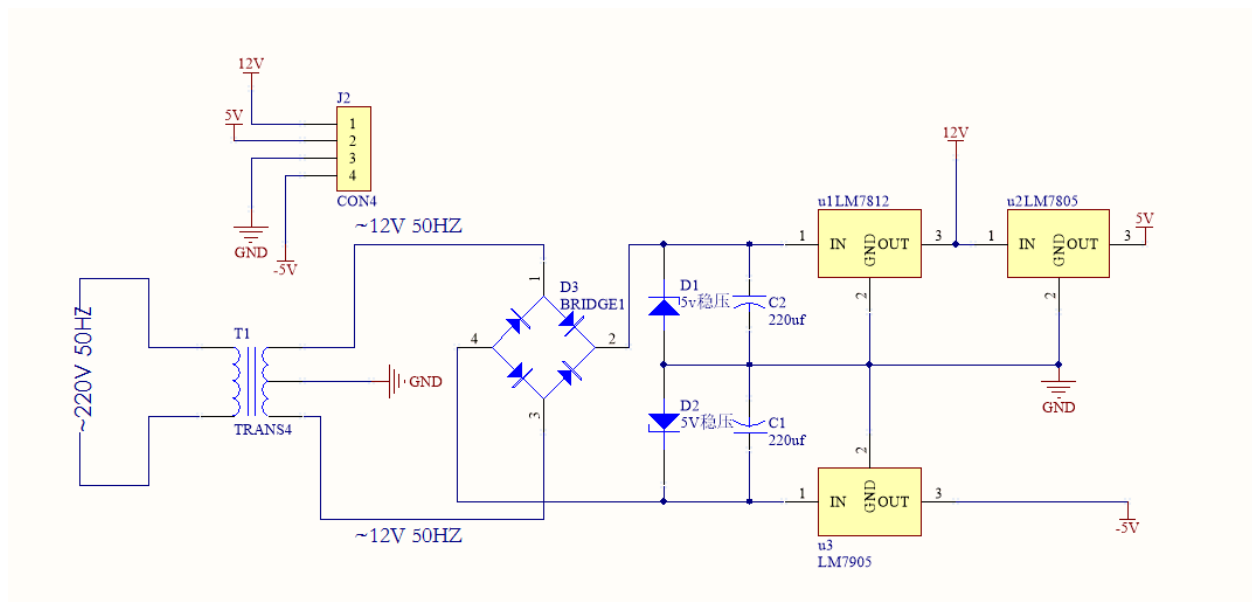 12V
J2
5V
1
2
3
4
CON4
GND
-5V
~12V 50HZ
12V
u1LM7812
u2LM7805
1
IN
GND
OUT
3
2
1
IN
GND
OUT
3
2
5V
~220V 50HZ
T1
TRANS4
GND
1
D3
BRIDGE1
4
2
3
D1
5v稳压
C2
220uf
D2
5V稳压
C1
220uf
GND
2
1
IN
GND
OUT
3
u3
LM7905
-5V
~12V 50HZ